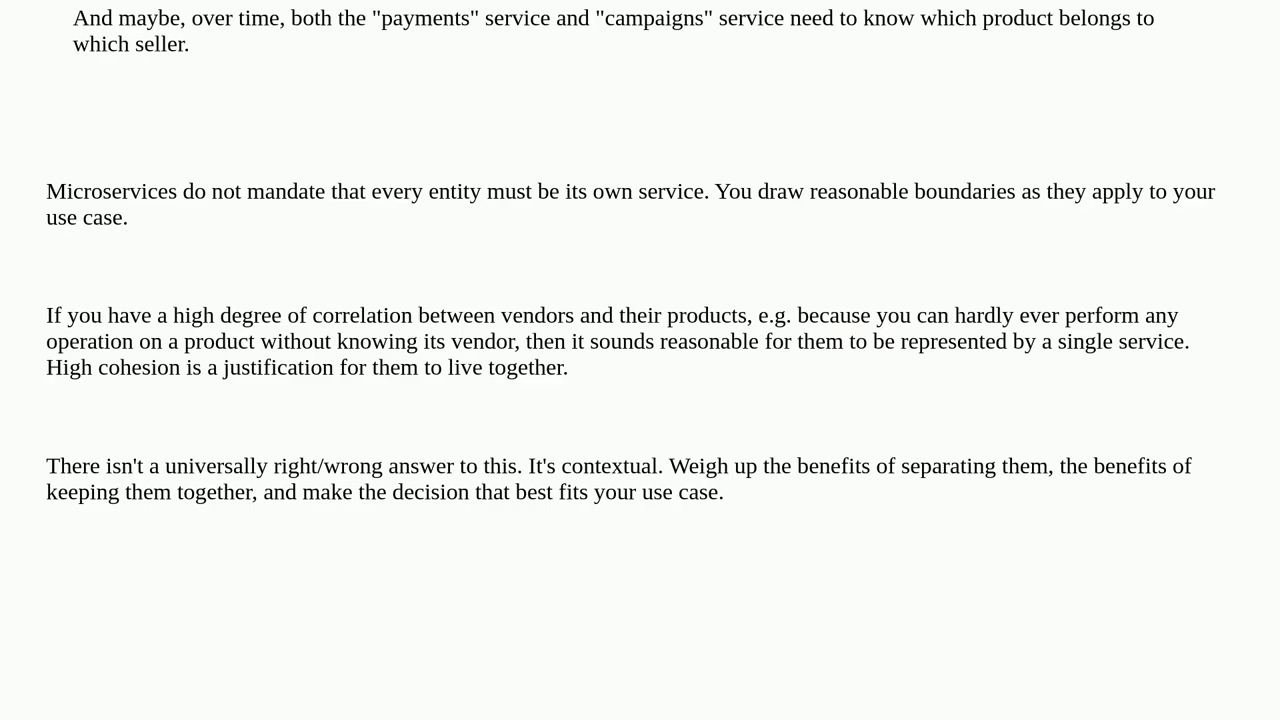 And maybe, over time, both the "payments" service and "campaigns" service need to know which product belongs to
which seller.
Microservices do not mandate that every entity must be its own service. You draw reasonable boundaries as they apply to your
use case.
If you have a high degree of correlation between vendors and their products, e.g. because you can hardly ever perform any
operation on a product without knowing its vendor, then it sounds reasonable for them to be represented by a single service.
High cohesion is a justification for them to live together.
There isn't a universally right/wrong answer to this. It's contextual. Weigh up the benefits of separating them, the benefits of
keeping them together, and make the decision that best fits your use case.